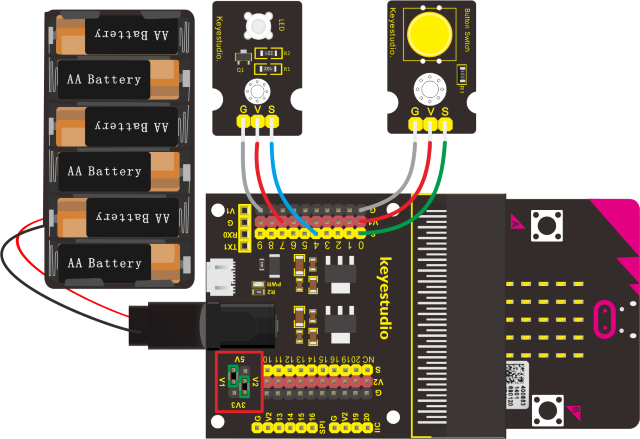 AA Battery
AA Battery
AA Battery
AA Battery
AA Battery
AA Battery
Keyestudio.
LED
R2
R1
Q1
G V S
Keyestudio.
Button Switch
R1
G V S
V1
G
RX0
TX1
G
V1
S
9 8 7 6 5 4 3 2 1 0
PWR
R2
keyestudio
5V
V1
V2
3V3
10 11 12 13 14 15 16 19 20 NC
S
V2
G
G V2 13 14 15 16
SPI
G V2 19 20
IIC
A
B